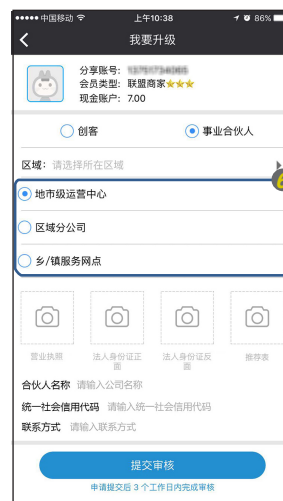 中国移动 上午10:38 86%
我要升级
分享账号：
会员类型： 联盟商家
现金账户： 7.00
创客 事业合伙人
区域： 请选择所在区域
地市级运营中心
区域分公司
乡/镇服务网点
营业执照 法人身份证正面 法人身份证反面 推荐表
合伙人名称 请输入公司名称
统一社会信用代码 请输入统一社会信用代码
联系方式 请输入联系方式
提交审核
申请提交后 3 个工作日内完成审核